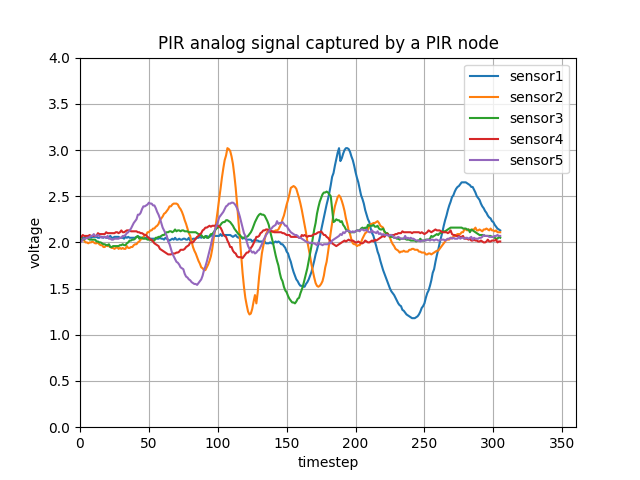 PIR analog signal captured by a PIR node
4.0
3.5
3.0
2.5
2.0
1.5
1.0
0.5
0.0
voltage
sensor1
sensor2
sensor3
sensor4
sensor5
0 50 100 150 200 250 300 350
timestep